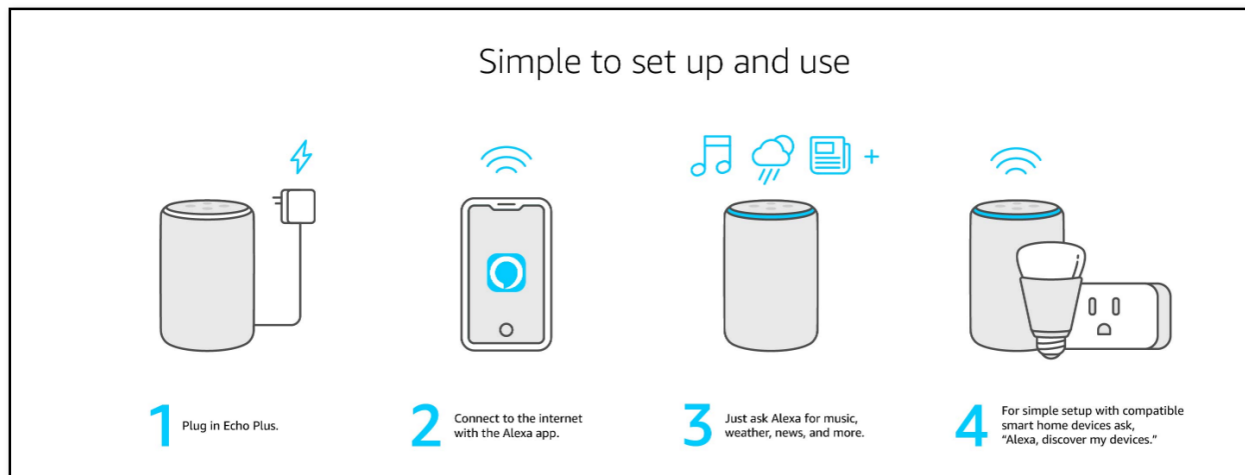 Simple to set up and use
+
1
Plug in Echo Plus.
2
Connect to the internet
with the Alexa app.
3
Just ask Alexa for music,
weather, news, and more.
4
For simple setup with compatible
smart home devices ask,
“Alexa, discover my devices.”